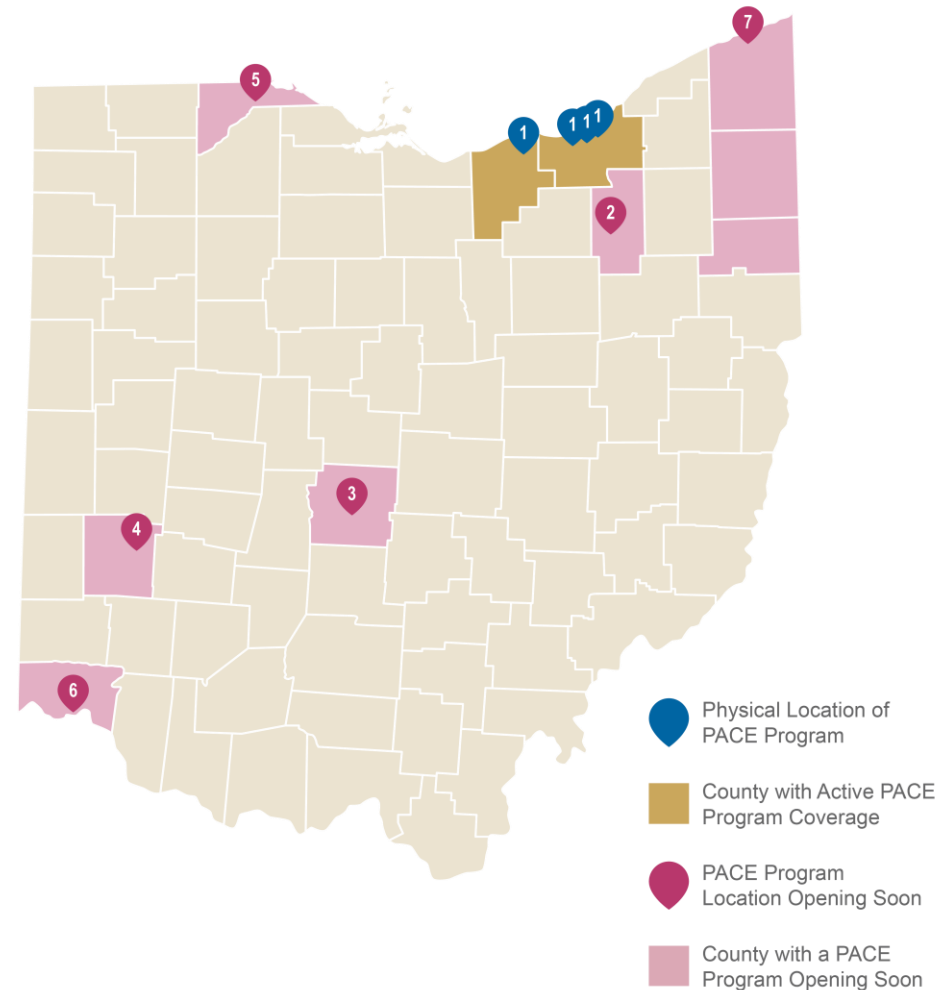 7
5
1
1
1
1
2
3
4
6
Physical Location of
PACE Program
County with Active PACE
Program Coverage
PACE Program
Location Opening Soon
County with a PACE
Program Opening Soon